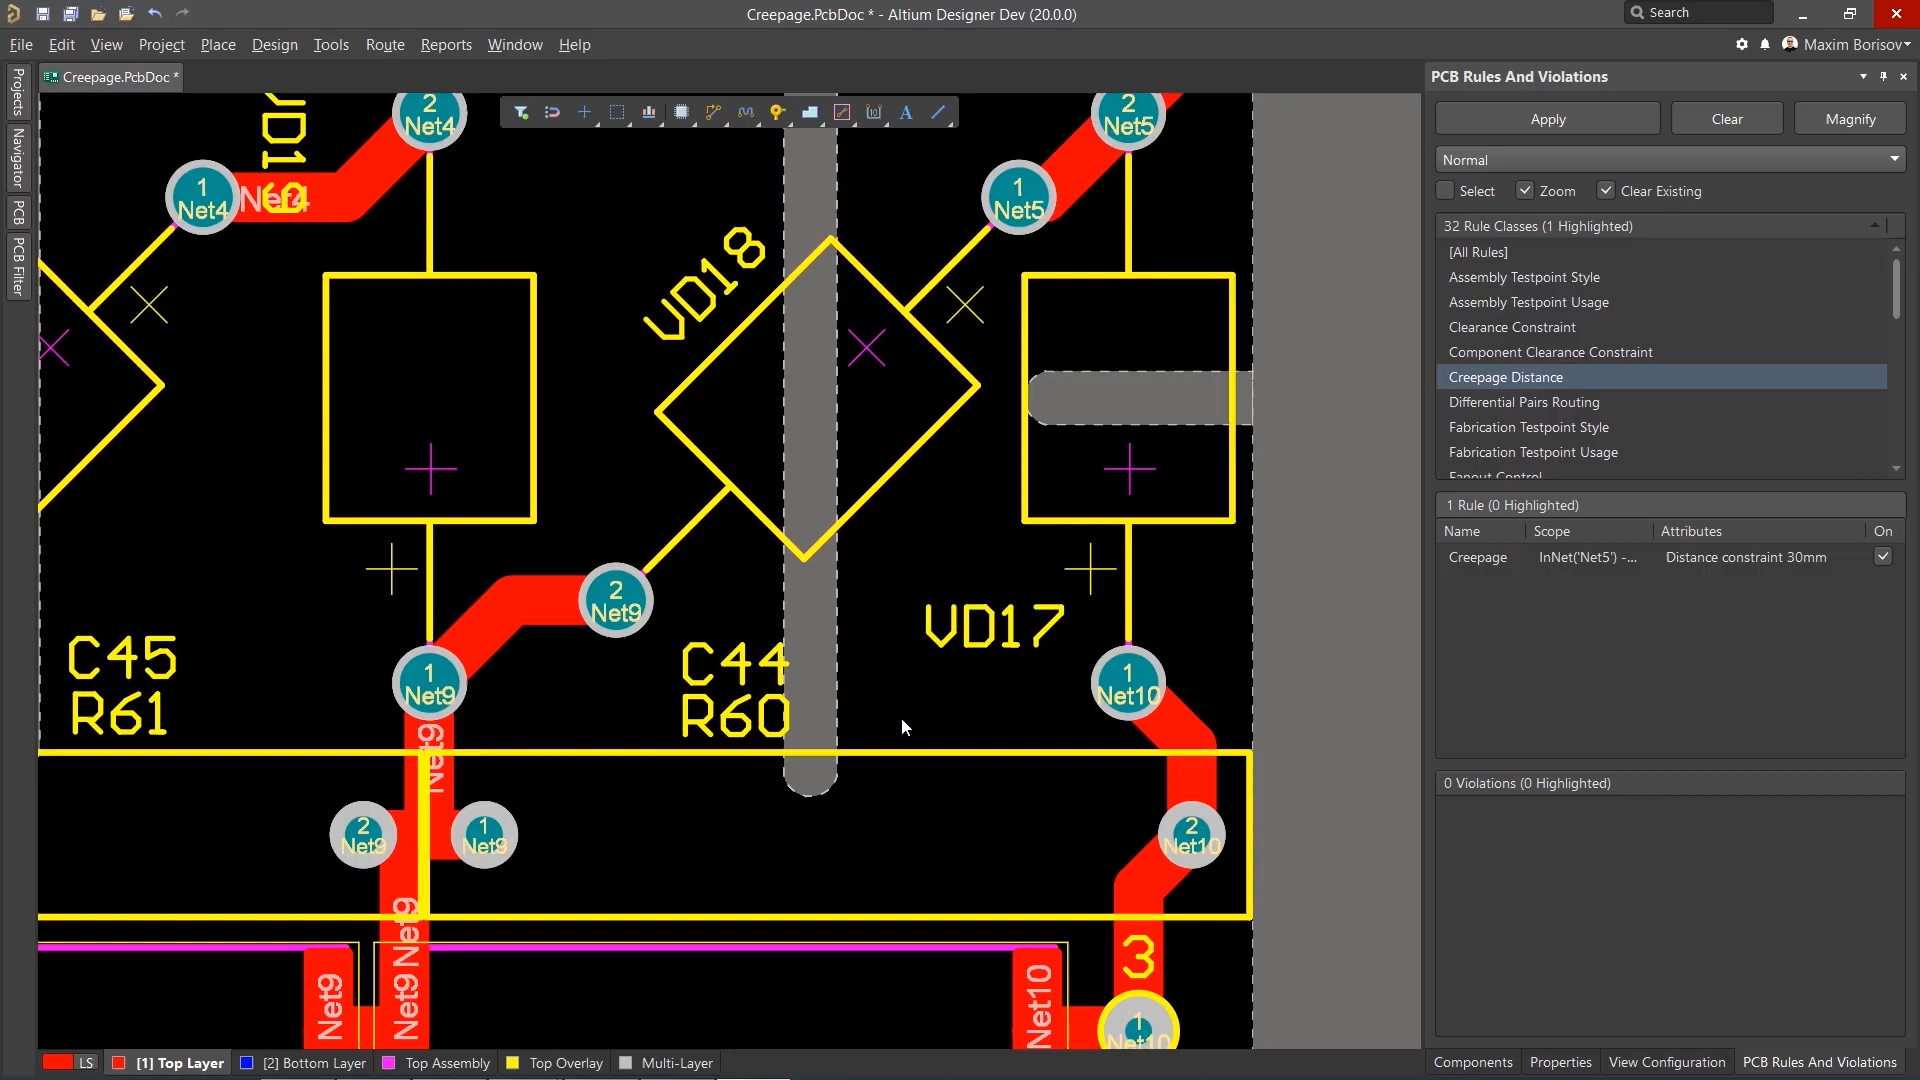 Creepage.PcbDoc * - Altium Designer Dev (20.0.0)
Search
File Edit View Project Place Design Tools Route Reports Window Help
Maxim Borisov
Projects
Navigator
PCB
PCB Filter
Creepage.PcbDoc *
2
Net4
1
Net4
Net4
VD19
2
Net5
1
Net5
VD18
2
Net9
1
Net9
C45
R61
C44
R60
VD17
1
Net10
Net9
2
Net9
1
Net9
2
Net10
Net9
Net9
Net9
Net10
3
1
Net10
LS [1] Top Layer [2] Bottom Layer Top Assembly Top Overlay Multi-Layer
PCB Rules And Violations
Apply Clear Magnify
Normal
Select Zoom Clear Existing
32 Rule Classes (1 Highlighted)
[All Rules]
Assembly Testpoint Style
Assembly Testpoint Usage
Clearance Constraint
Component Clearance Constraint
Creepage Distance
Differential Pairs Routing
Fabrication Testpoint Style
Fabrication Testpoint Usage
Fanout Control
1 Rule (0 Highlighted)
Name Scope Attributes On
Creepage InNet('Net5') -... Distance constraint 30mm
0 Violations (0 Highlighted)
Components Properties View Configuration PCB Rules And Violations